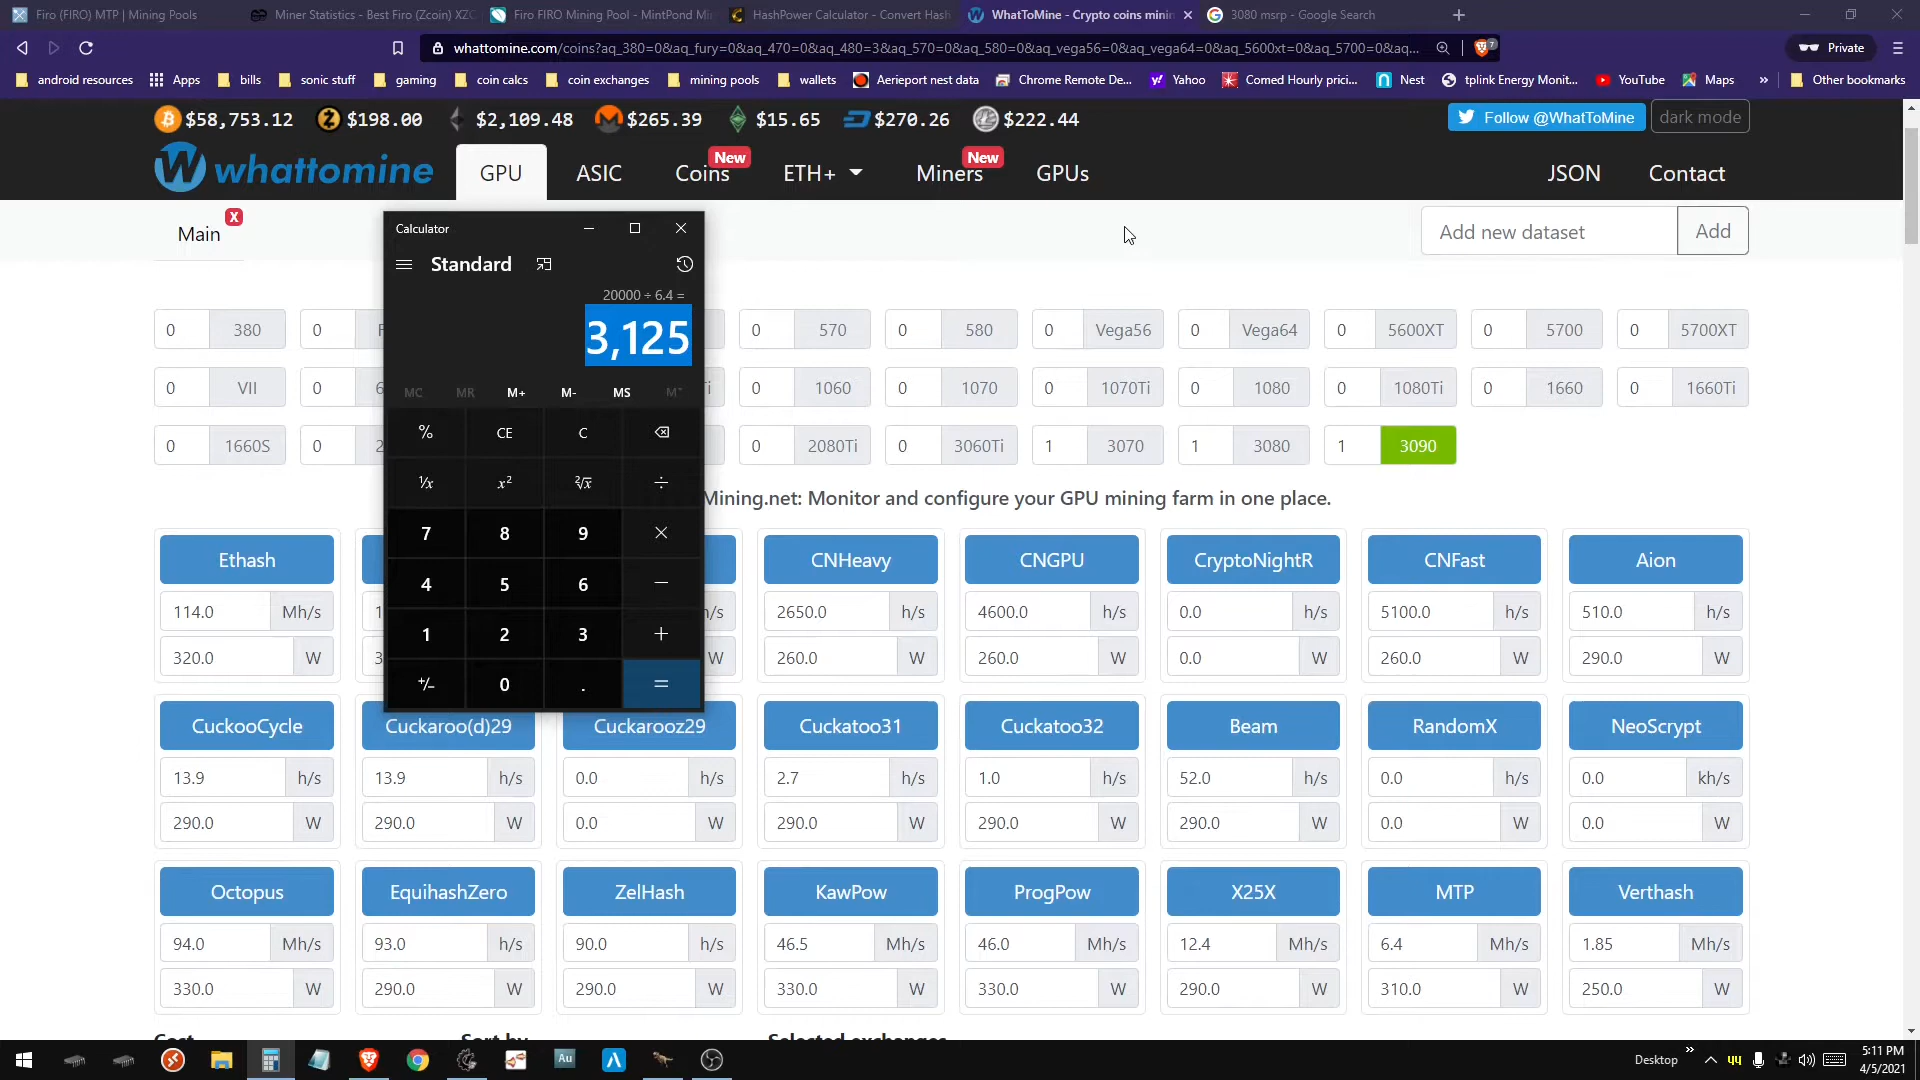 Firo (FIRO) MTP | Mining Pools
Miner Statistics - Best Firo (Zcoin) XZC
Firo FIRO Mining Pool - MintPond Mi
HashPower Calculator - Convert Hash
WhatToMine - Crypto coins minin
3080 msrp - Google Search
whattomine.com/coins?aq_380=0&aq_fury=0&aq_470=0&aq_480=3&aq_570=0&aq_580=0&aq_vega56=0&aq_vega64=0&aq_5600xt=0&aq_5700=0&aq...
7
Private
android resources
Apps
bills
sonic stuff
gaming
coin calcs
coin exchanges
mining pools
wallets
Aerieport nest data
Chrome Remote De...
Yahoo
Comed Hourly prici...
Nest
tplink Energy Monit...
YouTube
Maps
»
Other bookmarks
$58,753.12
$198.00
$2,109.48
$265.39
$15.65
$270.26
$222.44
Follow @WhatToMine
dark mode
whattomine
GPU
ASIC
Coins
New
ETH+
Miners
New
GPUs
JSON
Contact
Main
X
Add new dataset
Add
Calculator
Standard
20000 ÷ 6.4 =
3,125
MC MR M+ M- MS M˅
% CE C
¹/x x² ²√x ÷
7 8 9 ×
4 5 6 −
1 2 3 +
+/− 0 . =
0 380
0 F
0 570
0 580
0 Vega56
0 Vega64
0 5600XT
0 5700
0 5700XT
0 VII
0 6
Ti
0 1060
0 1070
0 1070Ti
0 1080
0 1080Ti
0 1660
0 1660Ti
0 1660S
0 2
0 2080Ti
0 3060Ti
1 3070
1 3080
1 3090
Mining.net: Monitor and configure your GPU mining farm in one place.
Ethash
CNHeavy
CNGPU
CryptoNightR
CNFast
Aion
114.0 Mh/s
1
h/s
2650.0 h/s
4600.0 h/s
0.0 h/s
5100.0 h/s
510.0 h/s
320.0 W
3
W
260.0 W
260.0 W
0.0 W
260.0 W
290.0 W
CuckooCycle
Cuckaroo(d)29
Cuckarooz29
Cuckatoo31
Cuckatoo32
Beam
RandomX
NeoScrypt
13.9 h/s
13.9 h/s
0.0 h/s
2.7 h/s
1.0 h/s
52.0 h/s
0.0 h/s
0.0 kh/s
290.0 W
290.0 W
0.0 W
290.0 W
290.0 W
290.0 W
0.0 W
0.0 W
Octopus
EquihashZero
ZelHash
KawPow
ProgPow
X25X
MTP
Verthash
94.0 Mh/s
93.0 h/s
90.0 h/s
46.5 Mh/s
46.0 Mh/s
12.4 Mh/s
6.4 Mh/s
1.85 Mh/s
330.0 W
290.0 W
290.0 W
330.0 W
330.0 W
290.0 W
310.0 W
250.0 W
Cost
Sort by
Selected exchanges
Au
Desktop
»
44
5:11 PM
4/5/2021